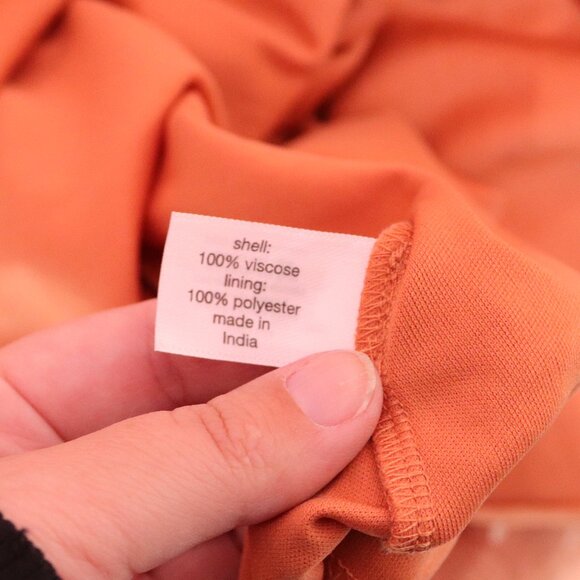 shell:
100% viscose
lining:
100% polyester
made in
India